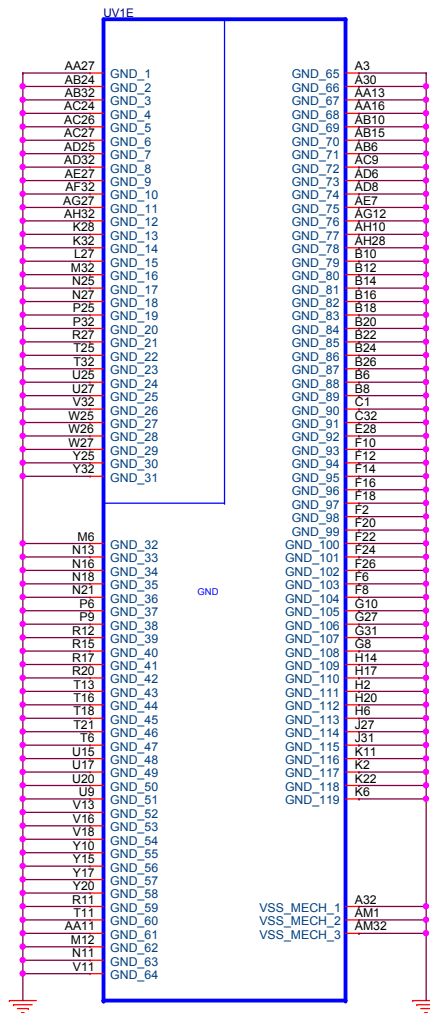 UV1E
AA27 GND_1
AB24 GND_2
AB32 GND_3
AC24 GND_4
AC26 GND_5
AC27 GND_6
AD25 GND_7
AD32 GND_8
AE27 GND_9
AF32 GND_10
AG27 GND_11
AH32 GND_12
K28 GND_13
K32 GND_14
L27 GND_15
M32 GND_16
N25 GND_17
N27 GND_18
P25 GND_19
P32 GND_20
R27 GND_21
T25 GND_22
T32 GND_23
U25 GND_24
U27 GND_25
V32 GND_26
W25 GND_27
W26 GND_28
W27 GND_29
Y25 GND_30
Y32 GND_31
M6 GND_32
N13 GND_33
N16 GND_34
N18 GND_35
N21 GND_36
P6 GND_37
P9 GND_38
R12 GND_39
R15 GND_40
R17 GND_41
R20 GND_42
T13 GND_43
T16 GND_44
T18 GND_45
T21 GND_46
T6 GND_47
U15 GND_48
U17 GND_49
U20 GND_50
U9 GND_51
V13 GND_52
V16 GND_53
V18 GND_54
Y10 GND_55
Y15 GND_56
Y17 GND_57
Y20 GND_58
R11 GND_59
T11 GND_60
AA11 GND_61
M12 GND_62
N11 GND_63
V11 GND_64
GND
GND_65 A3
GND_66 A30
GND_67 AA13
GND_68 AA16
GND_69 AB10
GND_70 AB15
GND_71 AB6
GND_72 AC9
GND_73 AD6
GND_74 AD8
GND_75 AE7
GND_76 AG12
GND_77 AH10
GND_78 AH28
GND_79 B10
GND_80 B12
GND_81 B14
GND_82 B16
GND_83 B18
GND_84 B20
GND_85 B22
GND_86 B24
GND_87 B26
GND_88 B6
GND_89 B8
GND_90 C1
GND_91 C32
GND_92 E28
GND_93 F10
GND_94 F12
GND_95 F14
GND_96 F16
GND_97 F18
GND_98 F2
GND_99 F20
GND_100 F22
GND_101 F24
GND_102 F26
GND_103 F6
GND_104 F8
GND_105 G10
GND_106 G27
GND_107 G31
GND_108 G8
GND_109 H14
GND_110 H17
GND_111 H2
GND_112 H20
GND_113 H6
GND_114 J27
GND_115 J31
GND_116 K11
GND_117 K2
GND_118 K22
GND_119 K6
VSS_MECH_1 A32
VSS_MECH_2 AM1
VSS_MECH_3 AM32